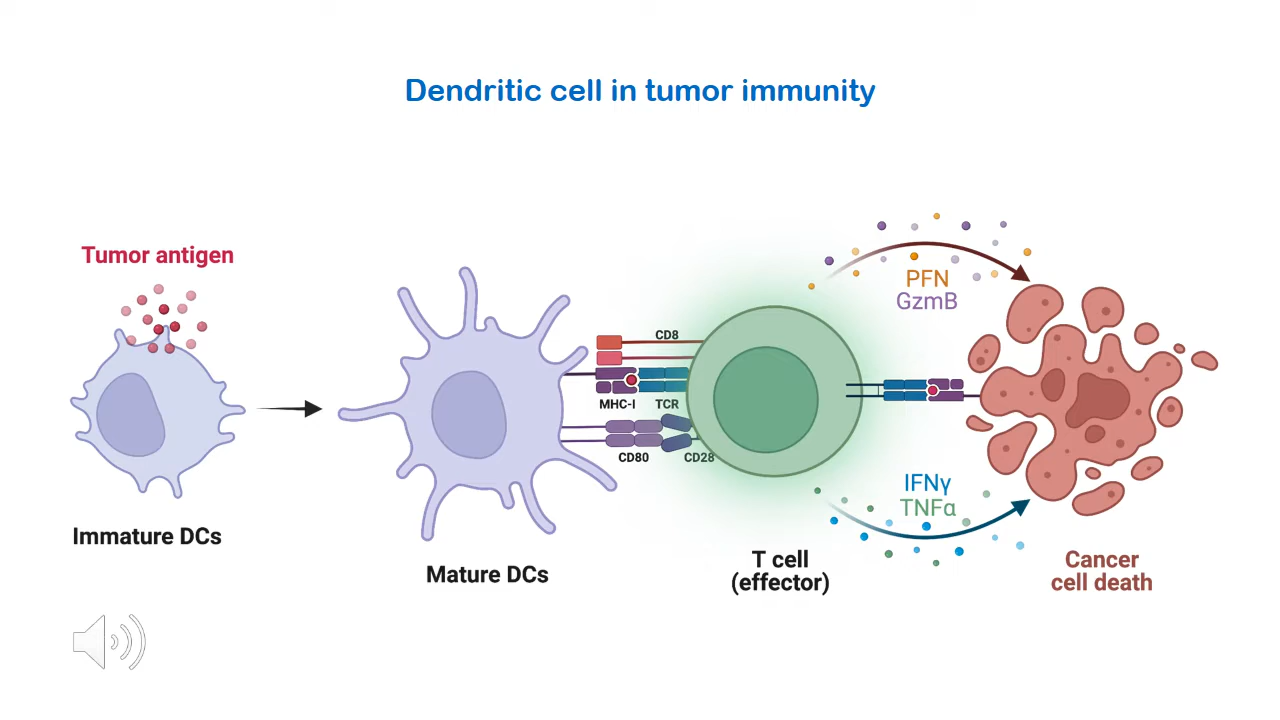 Dendritic cell in tumor immunity
Tumor antigen
Immature DCs
Mature DCs
CD8
MHC-I
TCR
CD80
CD28
T cell
(effector)
PFN
GzmB
IFNγ
TNFα
Cancer
cell death